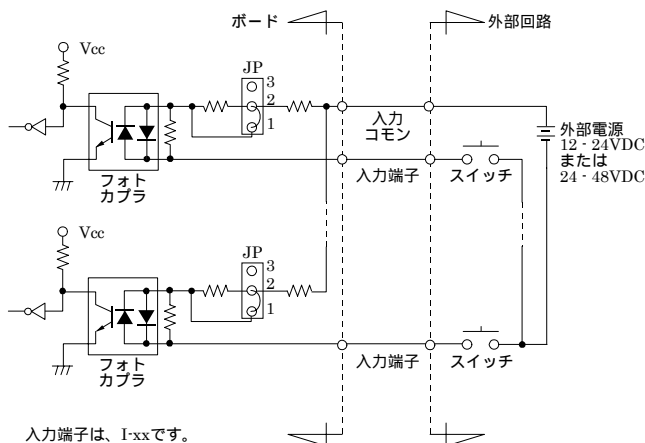 ボード
外部回路
Vcc
JP
3
2
1
入力
コモン
外部電源
12 - 24VDC
または
24 - 48VDC
フォト
カプラ
入力端子
スイッチ
Vcc
JP
3
2
1
フォト
カプラ
入力端子
スイッチ
入力端子は、I-xxです。